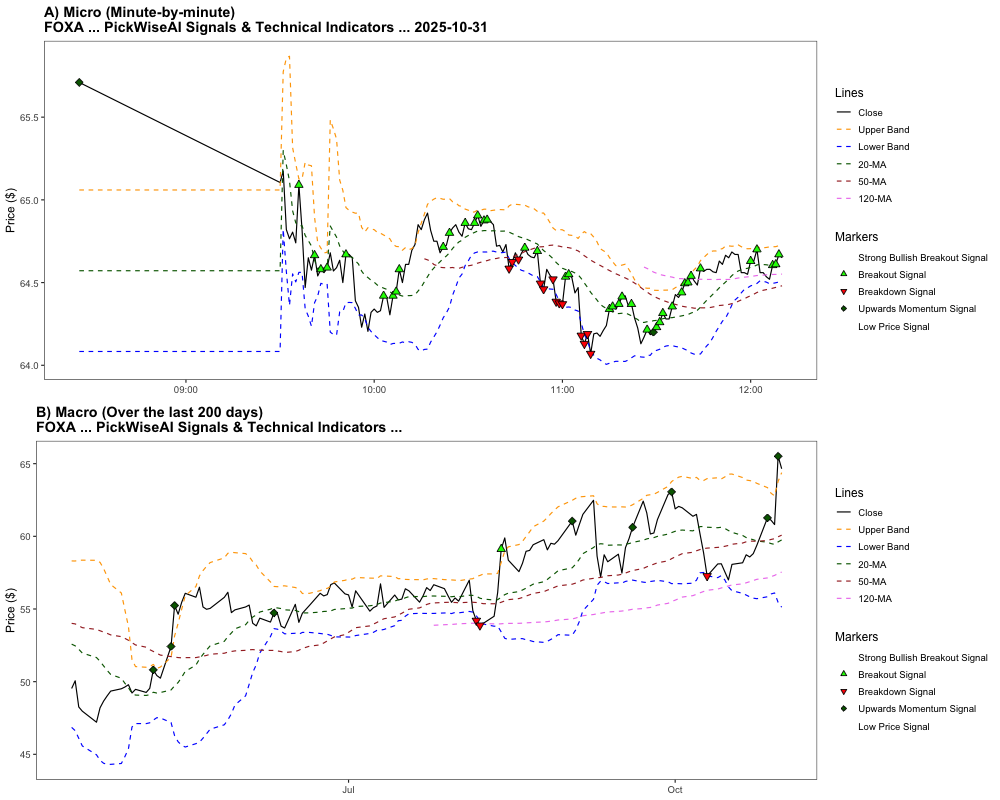 A) Micro (Minute-by-minute)
FOXA ... PickWiseAI Signals & Technical Indicators ... 2025-10-31
Price ($)
65.5
65.0
64.5
64.0
09:00
10:00
11:00
12:00
Lines
Close
Upper Band
Lower Band
20-MA
50-MA
120-MA
Markers
Strong Bullish Breakout Signal
Breakout Signal
Breakdown Signal
Upwards Momentum Signal
Low Price Signal
B) Macro (Over the last 200 days)
FOXA ... PickWiseAI Signals & Technical Indicators ...
Price ($)
65
60
55
50
45
Jul
Oct
Lines
Close
Upper Band
Lower Band
20-MA
50-MA
120-MA
Markers
Strong Bullish Breakout Signal
Breakout Signal
Breakdown Signal
Upwards Momentum Signal
Low Price Signal